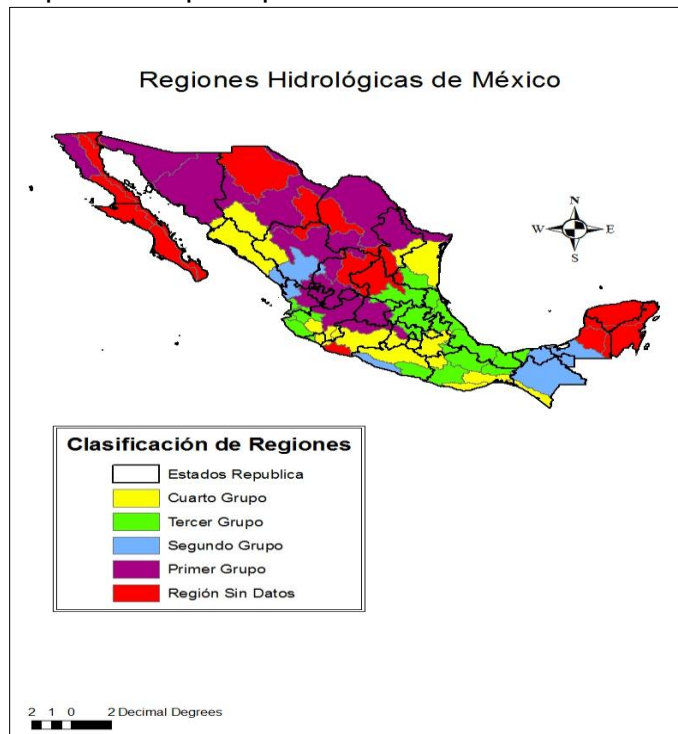 Regiones Hidrológicas de México
N
W E
S
Clasificación de Regiones
Estados Republica
Cuarto Grupo
Tercer Grupo
Segundo Grupo
Primer Grupo
Región Sin Datos
2 1 0 2 Decimal Degrees